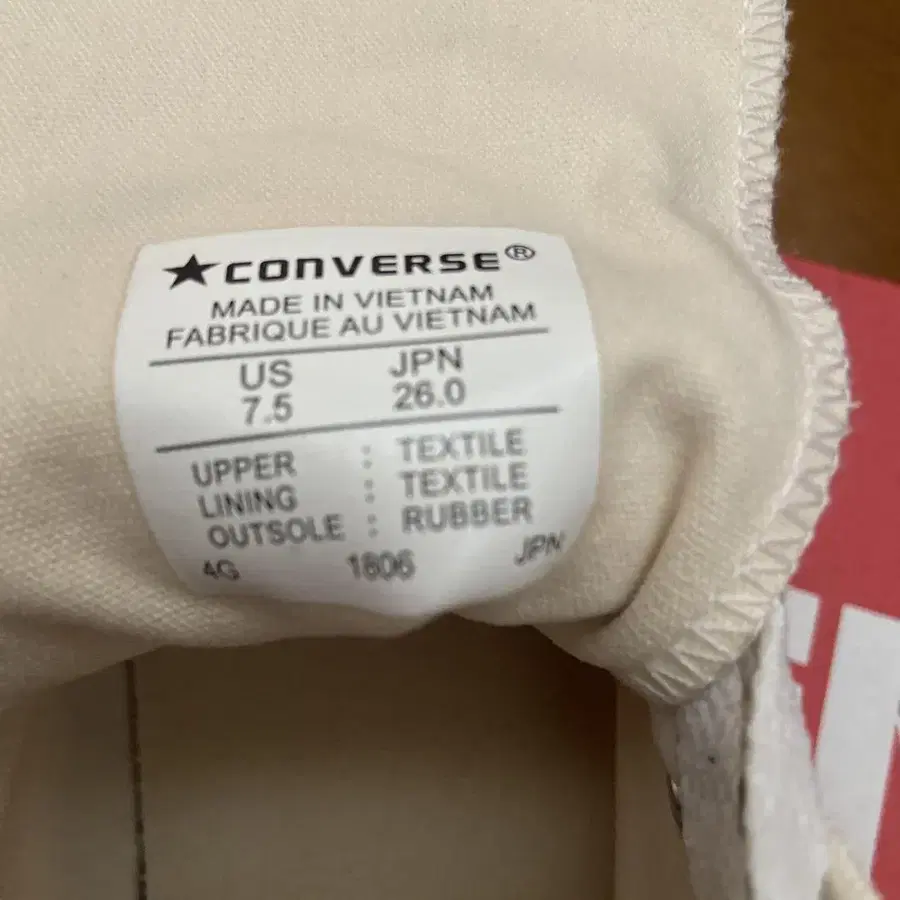 ★CONVERSE®
MADE IN VIETNAM
FABRIQUE AU VIETNAM
US JPN
7.5 26.0
UPPER : TEXTILE
LINING : TEXTILE
OUTSOLE : RUBBER
4G 1806 JPN